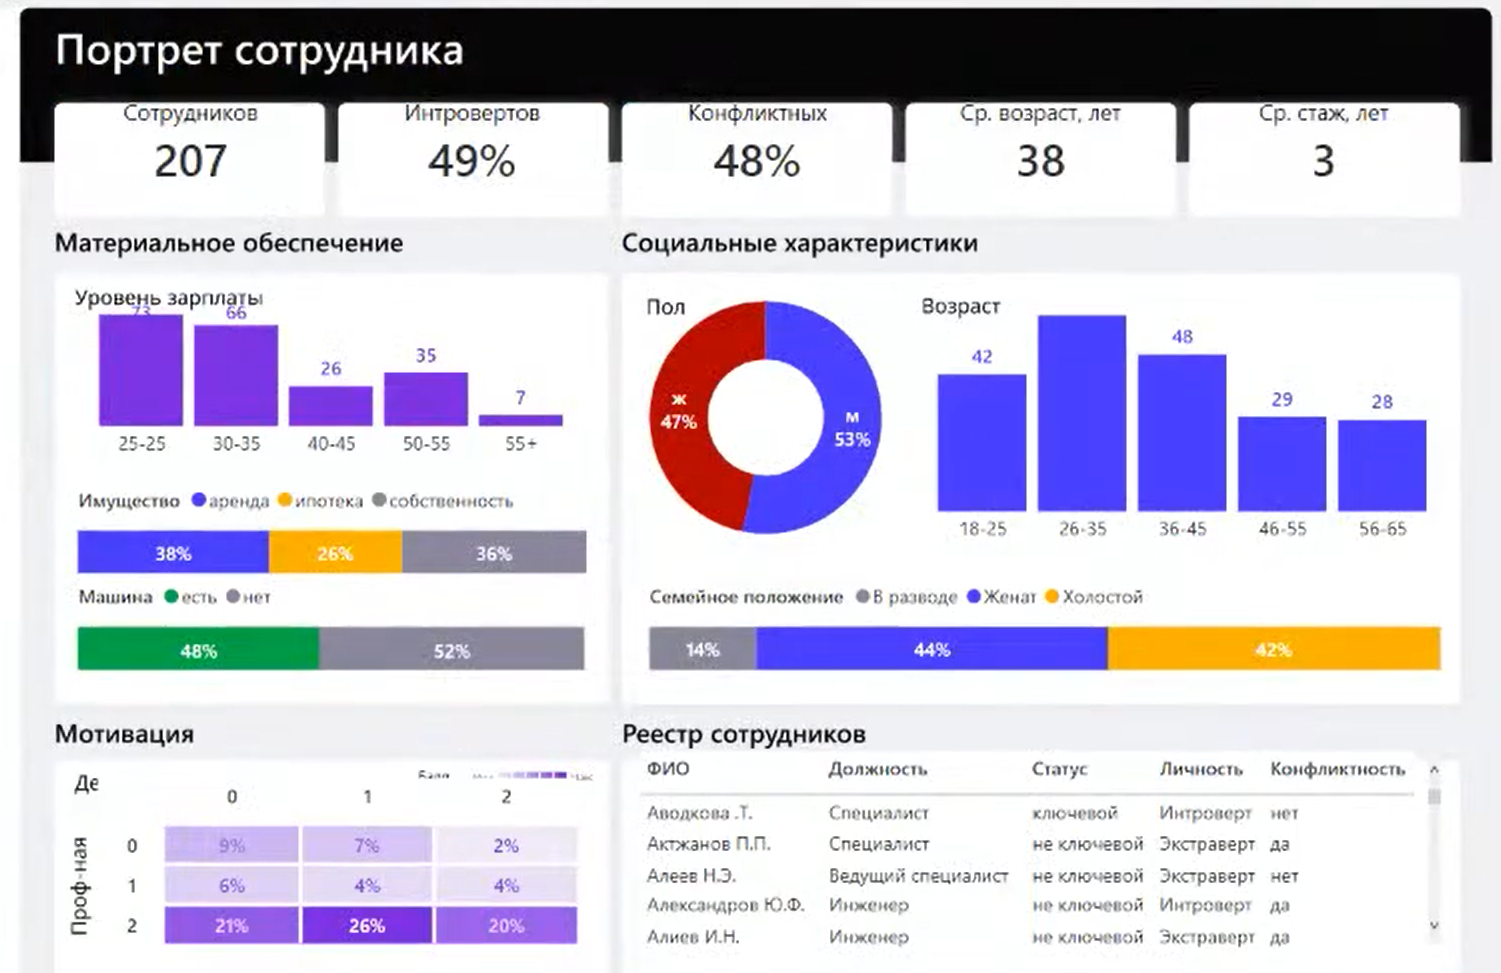 Портрет сотрудника
Сотрудников
207
Интровертов
49%
Конфликтных
48%
Ср. возраст, лет
38
Ср. стаж, лет
3
Материальное обеспечение
Уровень зарплаты
73
66
26
35
7
25-25
30-35
40-45
50-55
55+
Имущество аренда ипотека собственность
38% 26% 36%
Машина есть нет
48% 52%
Социальные характеристики
Пол
ж
47%
м
53%
Возраст
42
48
29
28
18-25
26-35
36-45
46-55
56-65
Семейное положение В разводе Женат Холостой
14% 44% 42%
Мотивация
Де
0 1 2
Проф-ная
0 9% 7% 2%
1 6% 4% 4%
2 21% 26% 20%
Реестр сотрудников
ФИО Должность Статус Личность Конфликтность
Аводкова .Т. Специалист ключевой Интроверт нет
Актжанов П.П. Специалист не ключевой Экстраверт да
Алеев Н.Э. Ведущий специалист не ключевой Экстраверт нет
Александров Ю.Ф. Инженер не ключевой Интроверт да
Алиев И.Н. Инженер не ключевой Экстраверт да